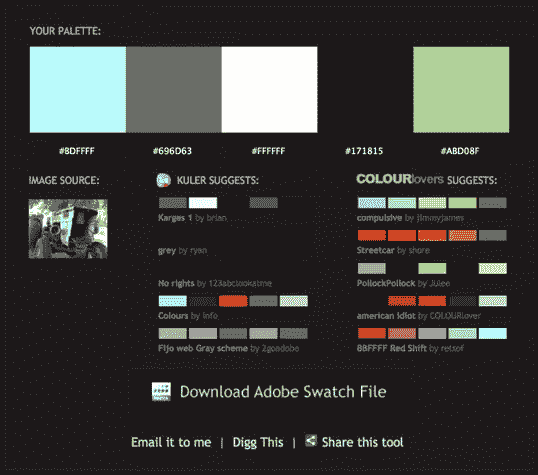 YOUR PALETTE:
#BDFFFF #696D63 #FFFFFF #171815 #ABD08F
IMAGE SOURCE:
KULER SUGGESTS:
Karges 1 by brian
grey by ryan
No rights by 123abclookatme
Colours by info
Fijo web Gray scheme by 2goadobe
COLOURlovers SUGGESTS:
compulsive by jimmyjames
Streetcar by shore
PollockPollock by JULee
american idiot by COLOURlover
BBFFFF Red Shift by retsof
Download Adobe Swatch File
Email it to me | Digg This | Share this tool